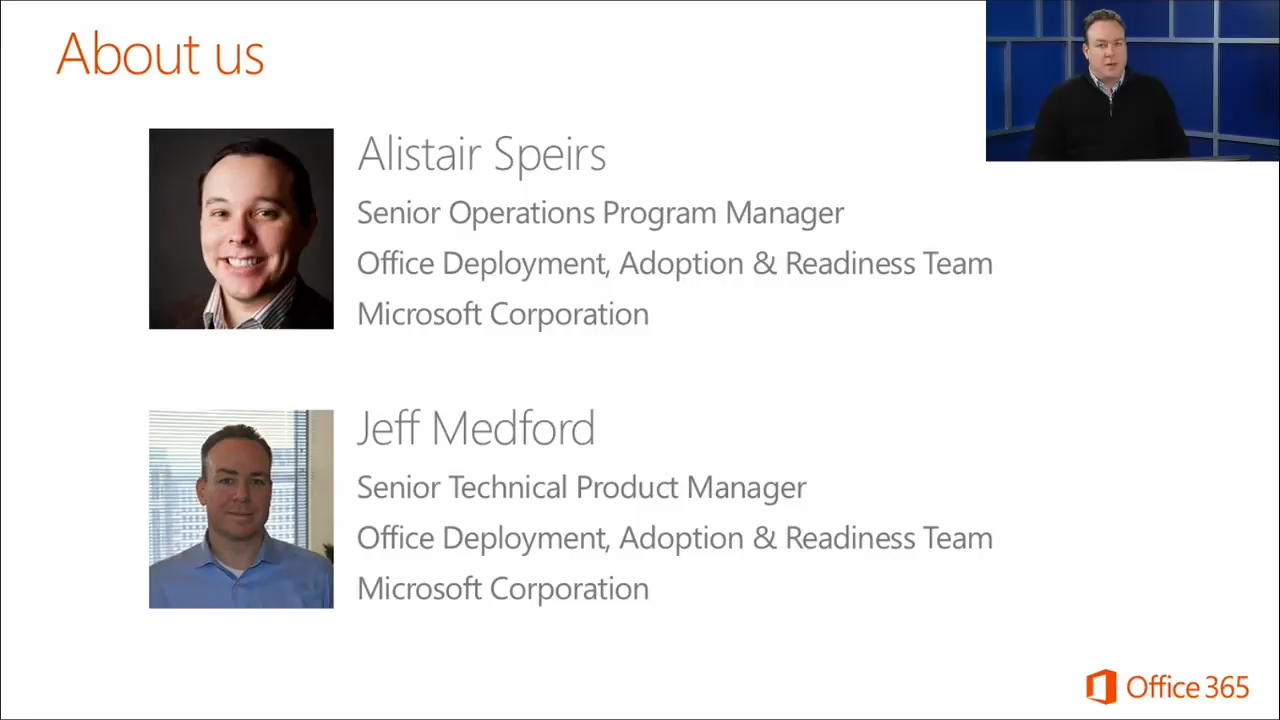 About us
Alistair Speirs
Senior Operations Program Manager
Office Deployment, Adoption & Readiness Team
Microsoft Corporation
Jeff Medford
Senior Technical Product Manager
Office Deployment, Adoption & Readiness Team
Microsoft Corporation
Office 365